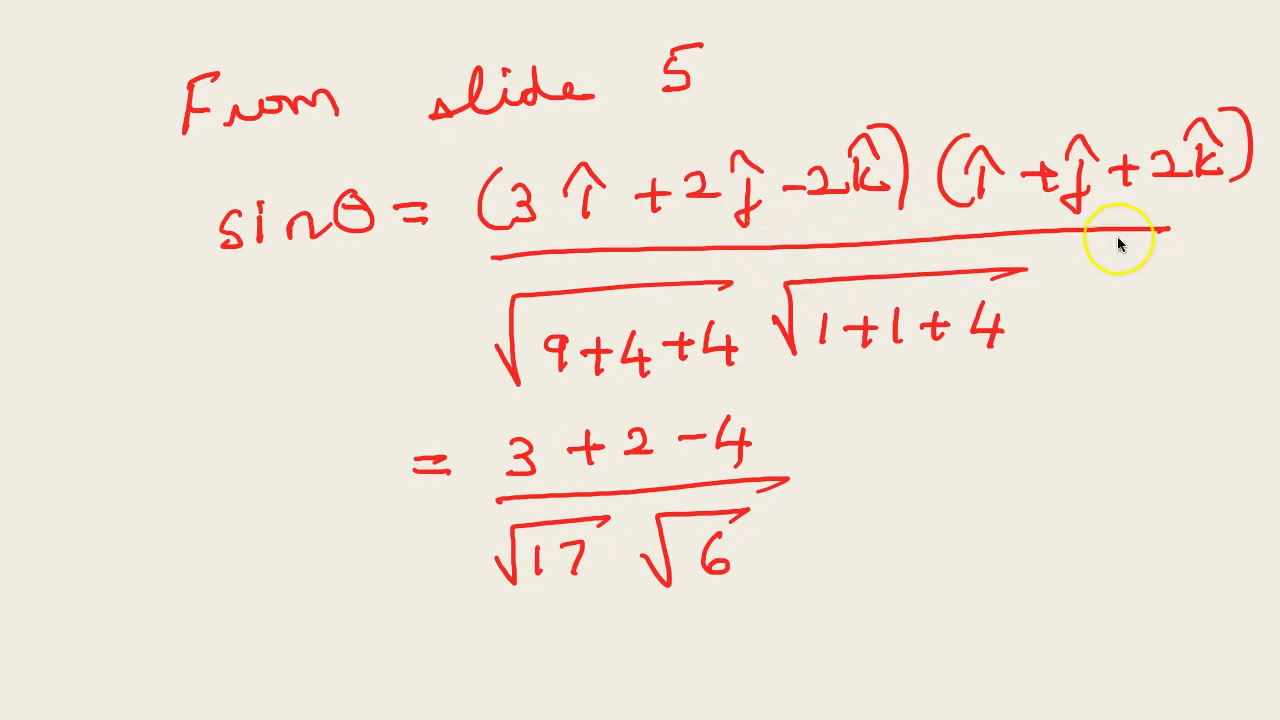 From slide 5
sinθ = (3î + 2ĵ - 2k̂) (î + ĵ + 2k̂)
√9+4+4 √1+1+4
= 3 + 2 - 4
√17 √6